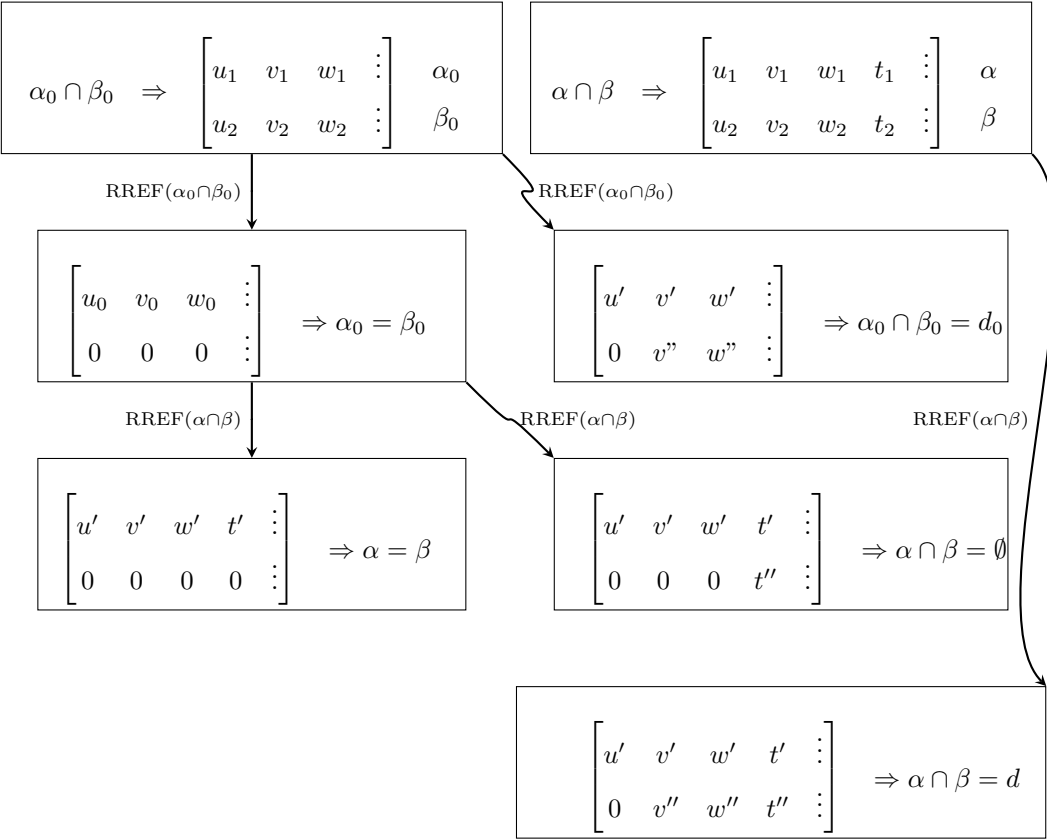 α₀ ∩ β₀ ⇒ [u₁ v₁ w₁ ⋮] α₀
[u₂ v₂ w₂ ⋮] β₀
α ∩ β ⇒ [u₁ v₁ w₁ t₁ ⋮] α
[u₂ v₂ w₂ t₂ ⋮] β
RREF(α₀∩β₀)
RREF(α₀∩β₀)
[u₀ v₀ w₀ ⋮]
[0 0 0 ⋮] ⇒ α₀ = β₀
[u′ v′ w′ ⋮]
[0 v” w” ⋮] ⇒ α₀ ∩ β₀ = d₀
RREF(α∩β)
RREF(α∩β)
RREF(α∩β)
[u′ v′ w′ t′ ⋮]
[0 0 0 0 ⋮] ⇒ α = β
[u′ v′ w′ t′ ⋮]
[0 0 0 t″ ⋮] ⇒ α ∩ β = ∅
[u′ v′ w′ t′ ⋮]
[0 v″ w″ t″ ⋮] ⇒ α ∩ β = d